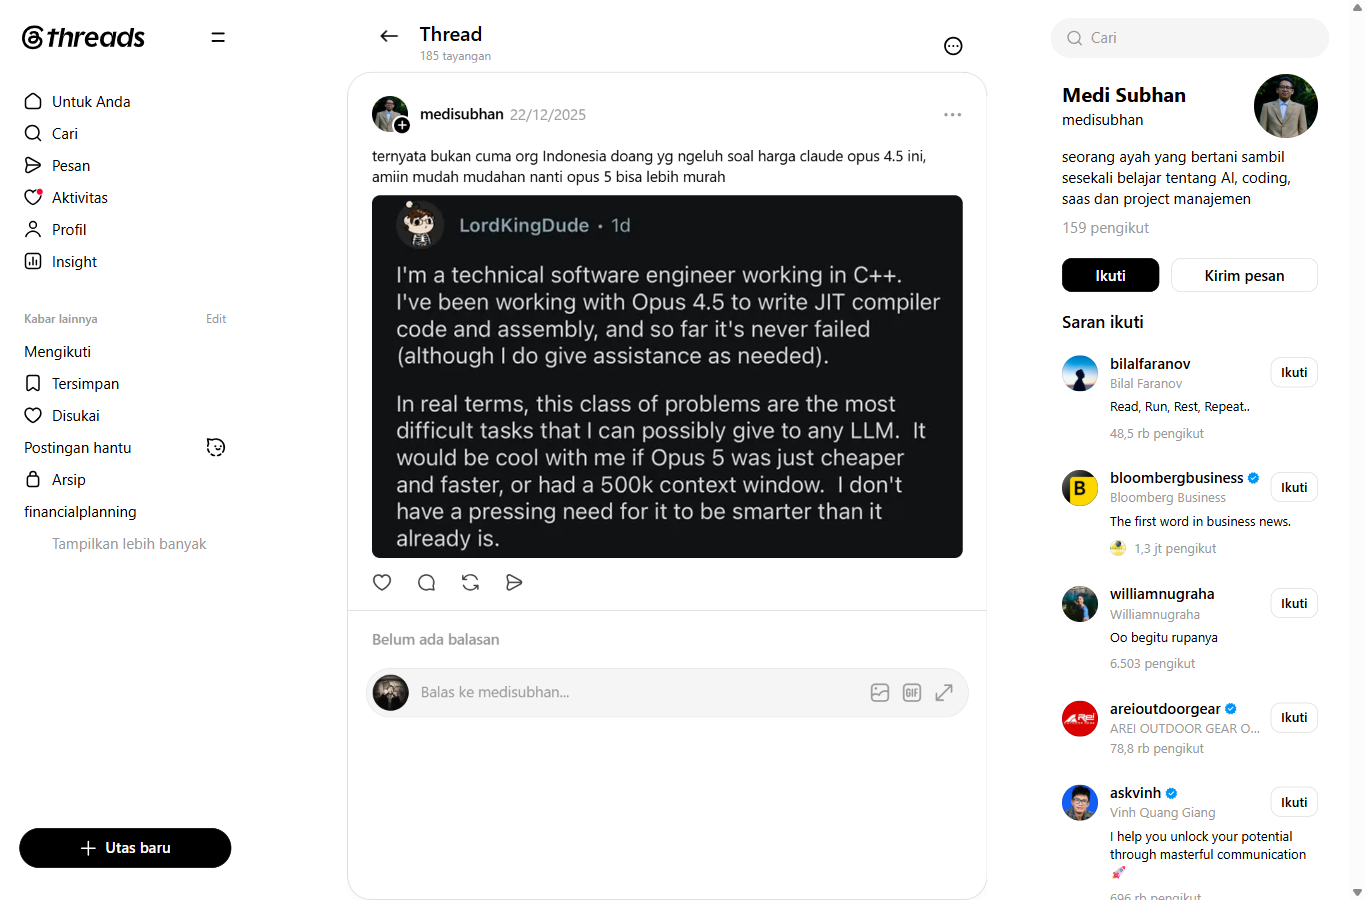 threads
Untuk Anda
Cari
Pesan
Aktivitas
Profil
Insight
Kabar lainnya
Edit
Mengikuti
Tersimpan
Disukai
Postingan hantu
Arsip
financialplanning
Tampilkan lebih banyak
Utas baru
Thread
185 tayangan
medisubhan 22/12/2025
ternyata bukan cuma org Indonesia doang yg ngeluh soal harga claude opus 4.5 ini,
amiin mudah mudahan nanti opus 5 bisa lebih murah
LordKingDude • 1d
I'm a technical software engineer working in C++.
I've been working with Opus 4.5 to write JIT compiler
code and assembly, and so far it's never failed
(although I do give assistance as needed).
In real terms, this class of problems are the most
difficult tasks that I can possibly give to any LLM. It
would be cool with me if Opus 5 was just cheaper
and faster, or had a 500k context window. I don't
have a pressing need for it to be smarter than it
already is.
Belum ada balasan
Balas ke medisubhan...
GIF
Cari
Medi Subhan
medisubhan
seorang ayah yang bertani sambil
sesekali belajar tentang AI, coding,
saas dan project manajemen
159 pengikut
Ikuti
Kirim pesan
Saran ikuti
bilalfaranov
Bilal Faranov
Ikuti
Read, Run, Rest, Repeat..
48,5 rb pengikut
B
bloombergbusiness
Bloomberg Business
Ikuti
The first word in business news.
1,3 jt pengikut
williamnugraha
Williamnugraha
Ikuti
Oo begitu rupanya
6.503 pengikut
Arei
areioutdoorgear
AREI OUTDOOR GEAR O...
Ikuti
78,8 rb pengikut
askvinh
Vinh Quang Giang
Ikuti
I help you unlock your potential
through masterful communication
🚀
696 rb pengikut